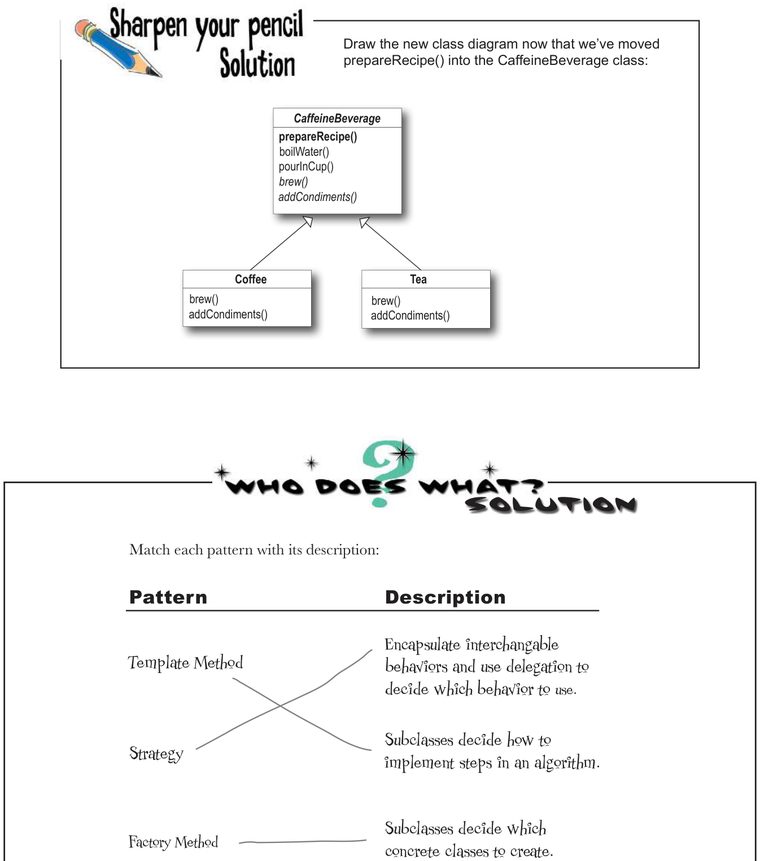 Sharpen your pencil
Solution
Draw the new class diagram now that we've moved
prepareRecipe() into the CaffeineBeverage class:
CaffeineBeverage
prepareRecipe()
boilWater()
pourInCup()
brew()
addCondiments()
Coffee
brew()
addCondiments()
Tea
brew()
addCondiments()
WHO DOES WHAT?
SOLUTION
Match each pattern with its description:
Pattern
Description
Template Method
Encapsulate interchangable
behaviors and use delegation to
decide which behavior to use.
Strategy
Subclasses decide how to
implement steps in an algorithm.
Factory Method
Subclasses decide which
concrete classes to create.